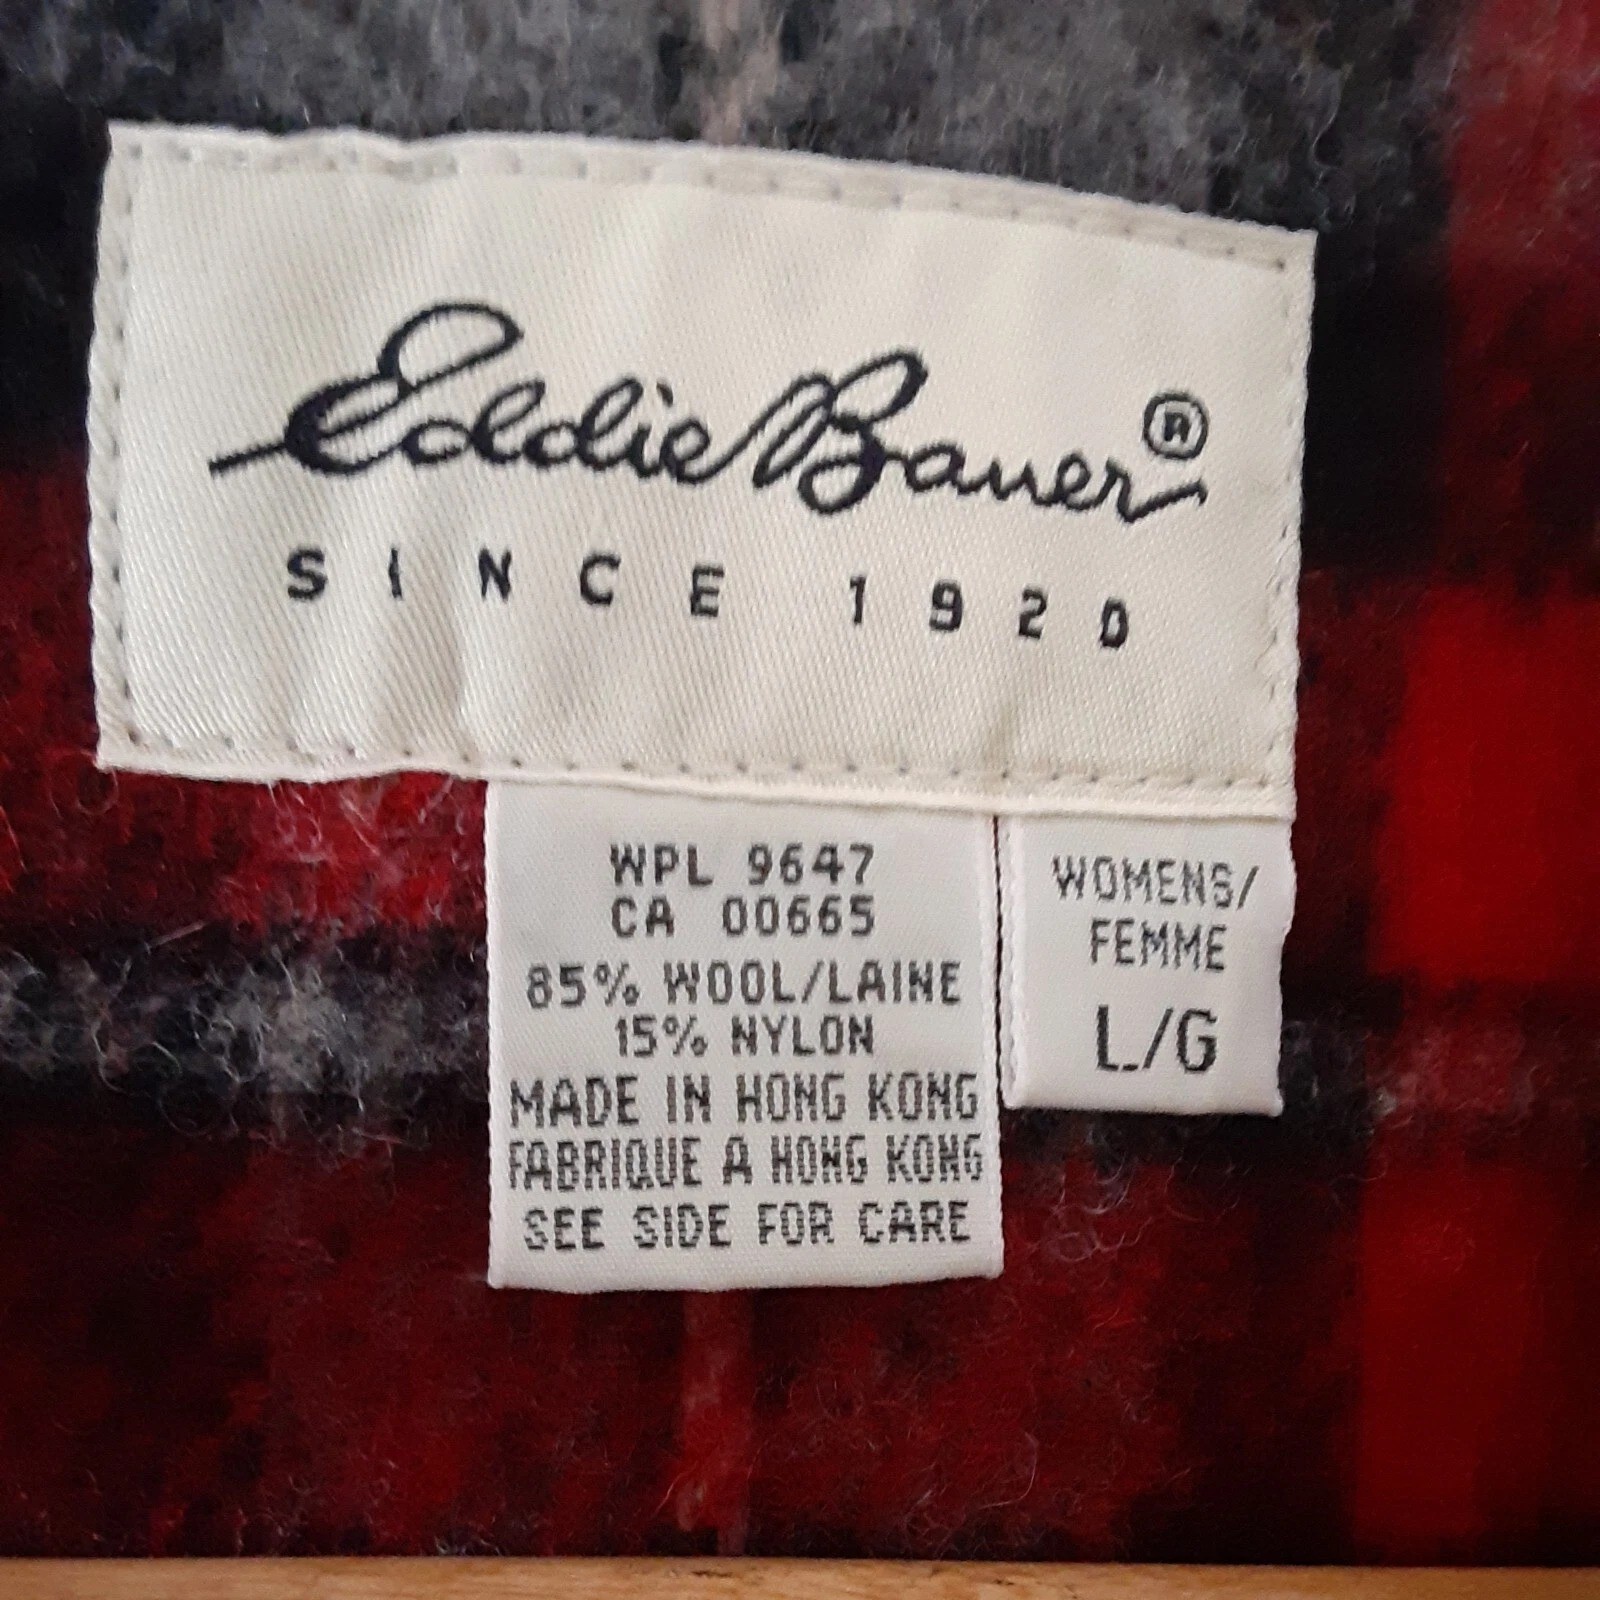 Eddie Bauer®
SINCE 1920
WPL 9647
CA 00665
85% WOOL/LAINE
15% NYLON
MADE IN HONG KONG
FABRIQUE A HONG KONG
SEE SIDE FOR CARE
WOMENS/
FEMME
L/G